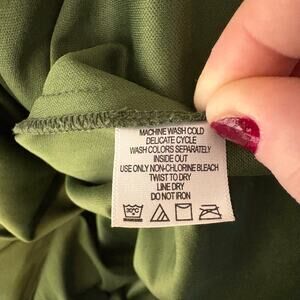 MACHINE WASH COLD
DELICATE CYCLE
WASH COLORS SEPARATELY
INSIDE OUT
USE ONLY NON-CHLORINE BLEACH
TWIST TO DRY
LINE DRY
DO NOT IRON
30°C